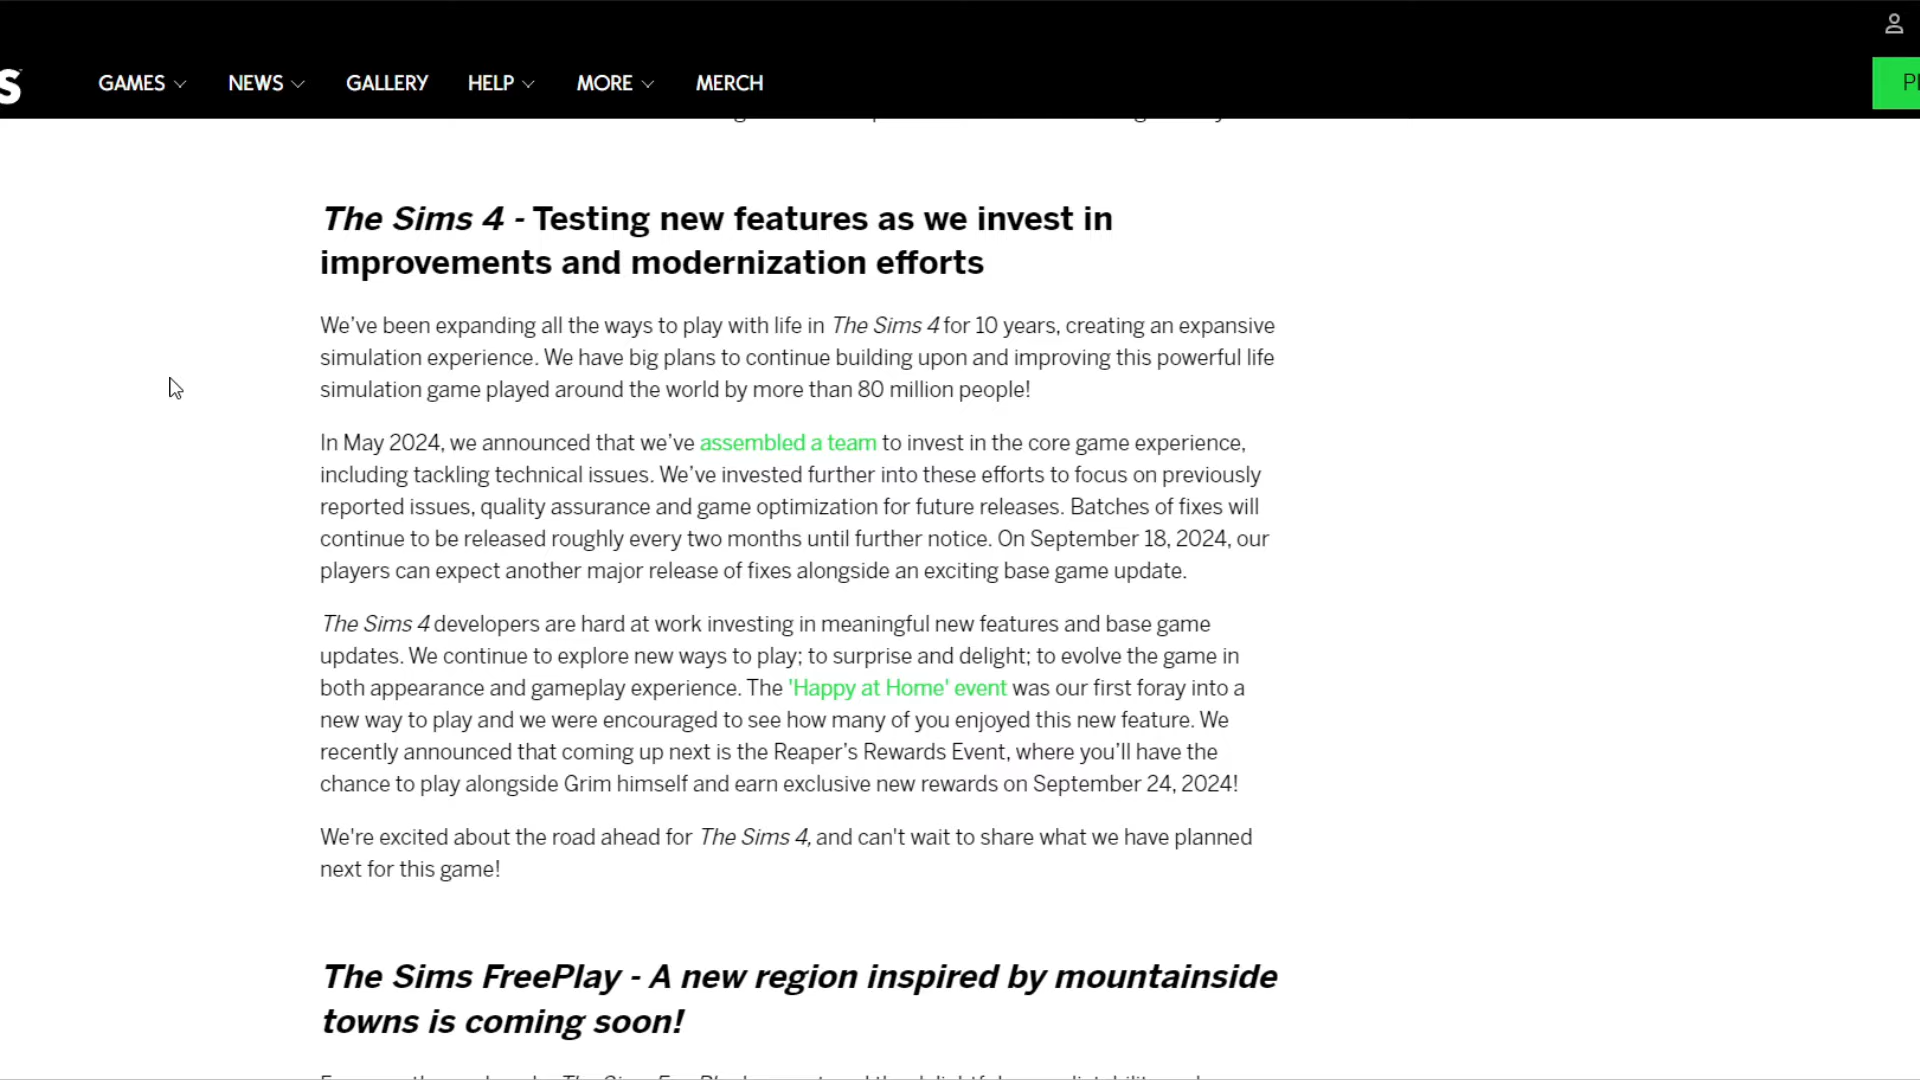 S
GAMES
NEWS
GALLERY
HELP
MORE
MERCH
The Sims 4 - Testing new features as we invest in
improvements and modernization efforts
We’ve been expanding all the ways to play with life in The Sims 4 for 10 years, creating an expansive
simulation experience. We have big plans to continue building upon and improving this powerful life
simulation game played around the world by more than 80 million people!
In May 2024, we announced that we’ve assembled a team to invest in the core game experience,
including tackling technical issues. We’ve invested further into these efforts to focus on previously
reported issues, quality assurance and game optimization for future releases. Batches of fixes will
continue to be released roughly every two months until further notice. On September 18, 2024, our
players can expect another major release of fixes alongside an exciting base game update.
The Sims 4 developers are hard at work investing in meaningful new features and base game
updates. We continue to explore new ways to play; to surprise and delight; to evolve the game in
both appearance and gameplay experience. The 'Happy at Home' event was our first foray into a
new way to play and we were encouraged to see how many of you enjoyed this new feature. We
recently announced that coming up next is the Reaper’s Rewards Event, where you’ll have the
chance to play alongside Grim himself and earn exclusive new rewards on September 24, 2024!
We're excited about the road ahead for The Sims 4, and can't wait to share what we have planned
next for this game!
The Sims FreePlay - A new region inspired by mountainside
towns is coming soon!